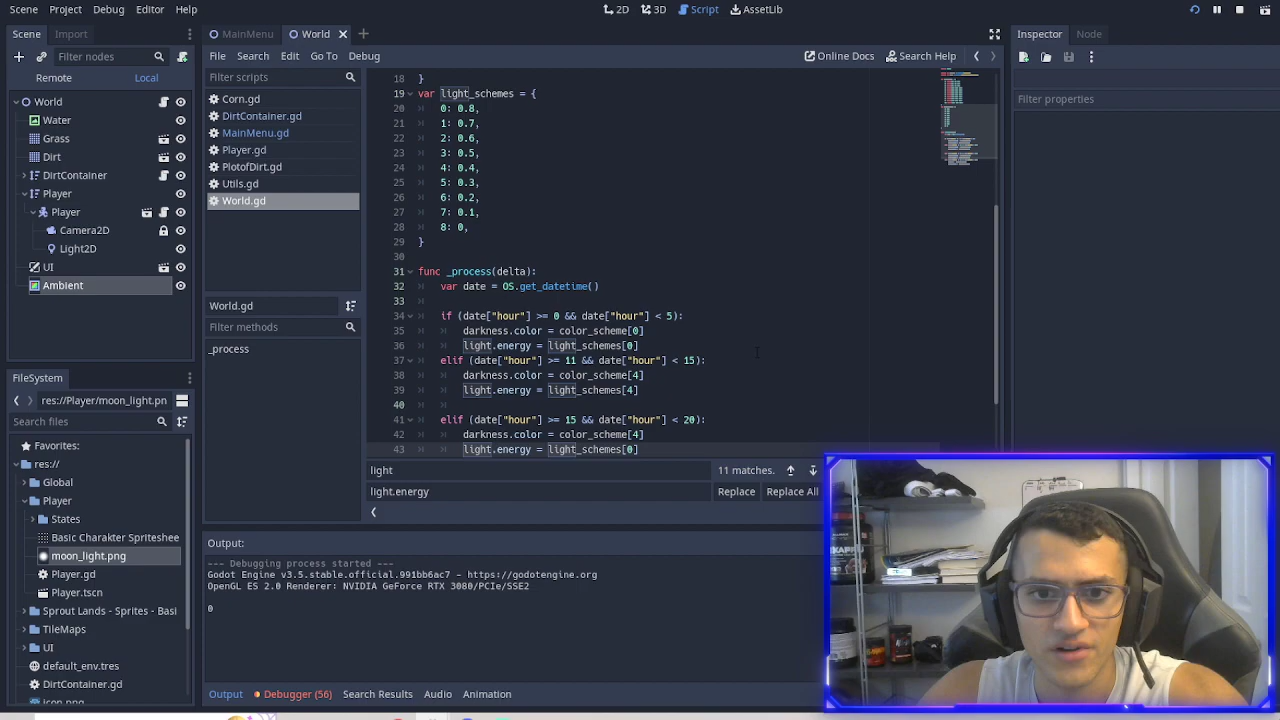 Scene Project Debug Editor Help
2D 3D Script AssetLib
Scene Import
MainMenu World
Inspector Node
Filter nodes
File Search Edit Go To Debug
Online Docs Search Help
Remote Local
Filter scripts
Filter properties
World
Water
Grass
Dirt
DirtContainer
Player
Player
Camera2D
Light2D
UI
Ambient
Corn.gd
DirtContainer.gd
MainMenu.gd
Player.gd
PlotofDirt.gd
Utils.gd
World.gd
World.gd
Filter methods
_process
18 }
19 var light_schemes = {
20 0: 0.8,
21 1: 0.7,
22 2: 0.6,
23 3: 0.5,
24 4: 0.4,
25 5: 0.3,
26 6: 0.2,
27 7: 0.1,
28 8: 0,
29 }
30
31 func _process(delta):
32 var date = OS.get_datetime()
33
34 if (date["hour"] >= 0 && date["hour"] < 5):
35 darkness.color = color_scheme[0]
36 light.energy = light_schemes[0]
37 elif (date["hour"] >= 11 && date["hour"] < 15):
38 darkness.color = color_scheme[4]
39 light.energy = light_schemes[4]
40
41 elif (date["hour"] >= 15 && date["hour"] < 20):
42 darkness.color = color_scheme[4]
43 light.energy = light_schemes[0]
light 11 matches.
light.energy Replace Replace All
FileSystem
res://Player/moon_light.pn
Search files
Favorites:
res://
Global
Player
States
Basic Charakter Spriteshee
moon_light.png
Player.gd
Player.tscn
Sprout Lands - Sprites - Basi
TileMaps
UI
default_env.tres
DirtContainer.gd
icon.png
Output:
--- Debugging process started ---
Godot Engine v3.5.stable.official.991bb6ac7 - https://godotengine.org
OpenGL ES 2.0 Renderer: NVIDIA GeForce RTX 3080/PCIe/SSE2
0
Output Debugger (56) Search Results Audio Animation